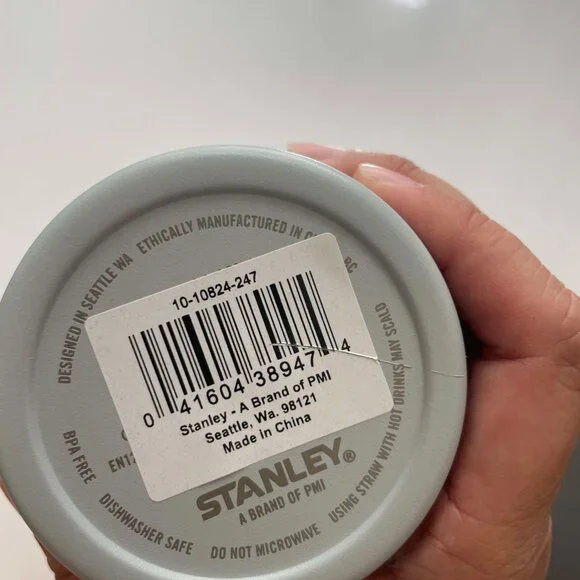 ETHICALLY MANUFACTURED IN
DESIGNED IN SEATTLE WA
10-10824-247
0 41604 38947 4
Stanley - A Brand of PMI
Seattle, Wa. 98121
Made in China
BPA FREE
DISHWASHER SAFE
DO NOT MICROWAVE
USING STRAW WITH HOT DRINKS MAY SCALD
STANLEY®
A BRAND OF PMI